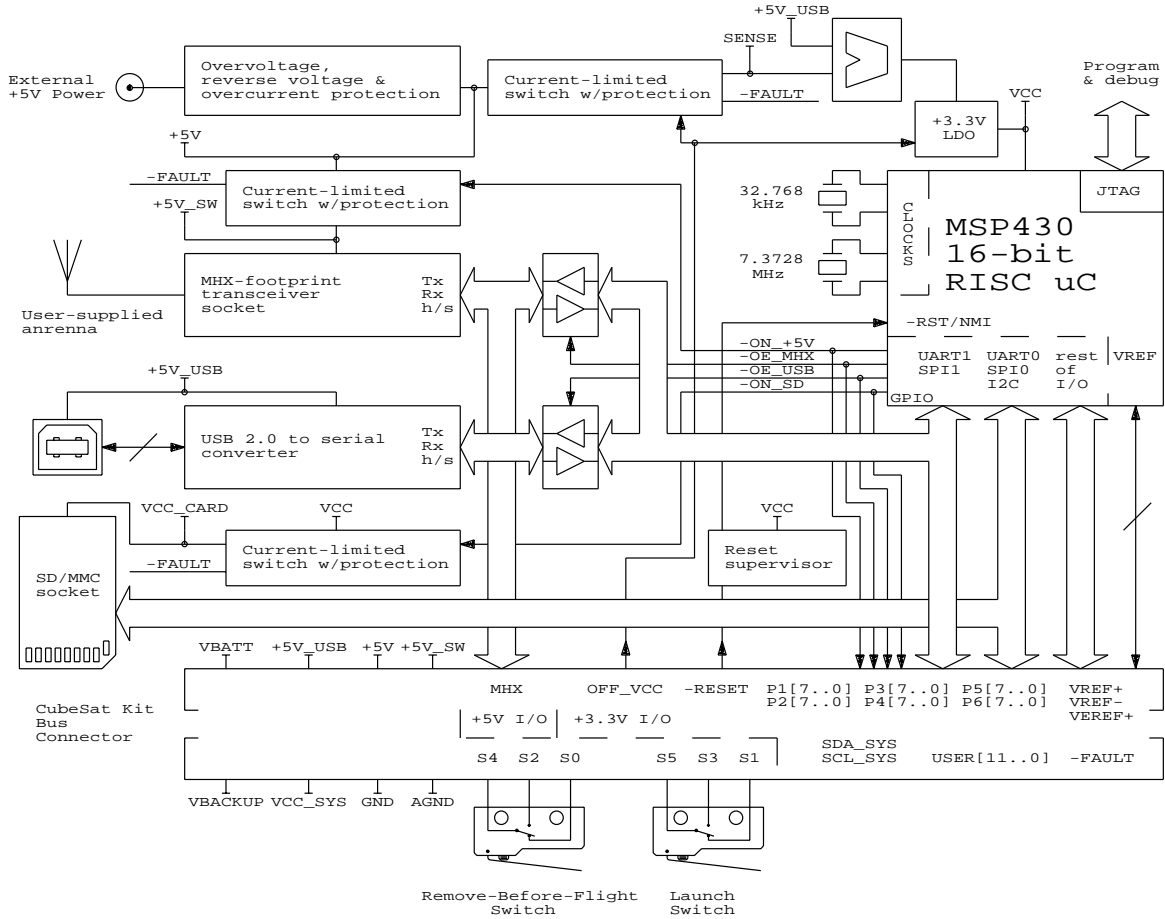 +5V_USB
SENSE
External
+5V Power
Overvoltage,
reverse voltage &
overcurrent protection
Current-limited
switch w/protection
-FAULT
+3.3V
LDO
VCC
Program
& debug
+5V
-FAULT
+5V_SW
Current-limited
switch w/protection
32.768
kHz
7.3728
MHz
CLOCKS
JTAG
MSP430
16-bit
RISC uC
User-supplied
anrenna
MHX-footprint
transceiver
socket
Tx
Rx
h/s
-RST/NMI
-ON_+5V
-OE_MHX
-OE_USB
-ON_SD
GPIO
UART1
SPI1
UART0
SPI0
I2C
rest
of
I/O
VREF
+5V_USB
USB 2.0 to serial
converter
Tx
Rx
h/s
VCC_CARD
VCC
Current-limited
switch w/protection
-FAULT
SD/MMC
socket
VCC
Reset
supervisor
VBATT
+5V_USB
+5V
+5V_SW
CubeSat Kit
Bus
Connector
MHX
OFF_VCC
-RESET
P1[7..0] P3[7..0] P5[7..0]
P2[7..0] P4[7..0] P6[7..0]
VREF+
VREF-
VEREF+
+5V I/O
+3.3V I/O
S4 S2 S0
S5 S3 S1
SDA_SYS
SCL_SYS
USER[11..0]
-FAULT
VBACKUP VCC_SYS GND AGND
Remove-Before-Flight
Switch
Launch
Switch